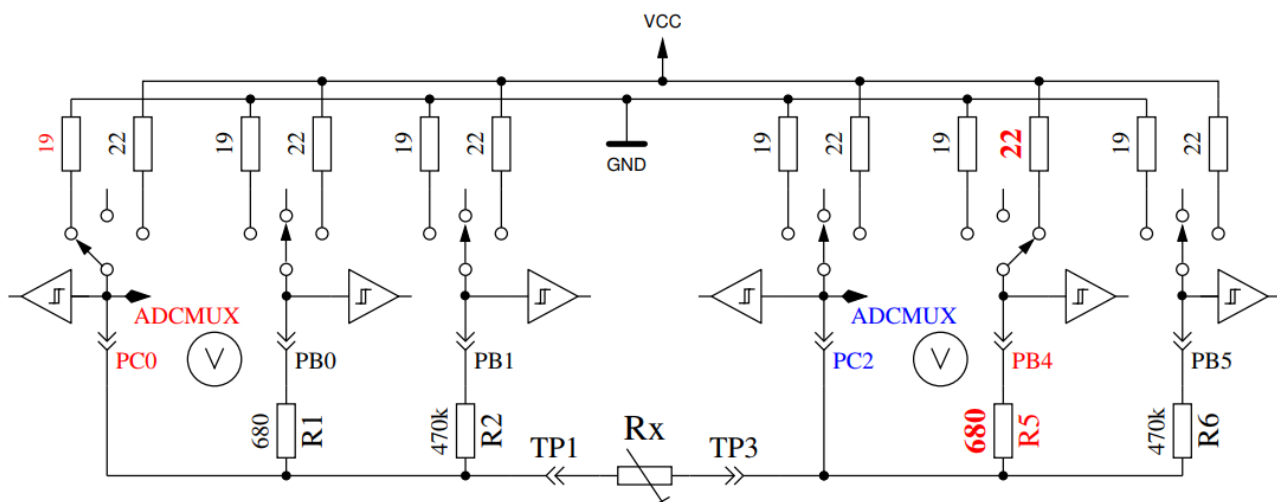 VCC
19
22
19
22
19
22
GND
19
22
19
22
19
22
ADCMUX
V
PC0
PB0
PB1
ADCMUX
V
PC2
PB4
PB5
680
R1
470k
R2
TP1
Rx
TP3
680
R5
470k
R6